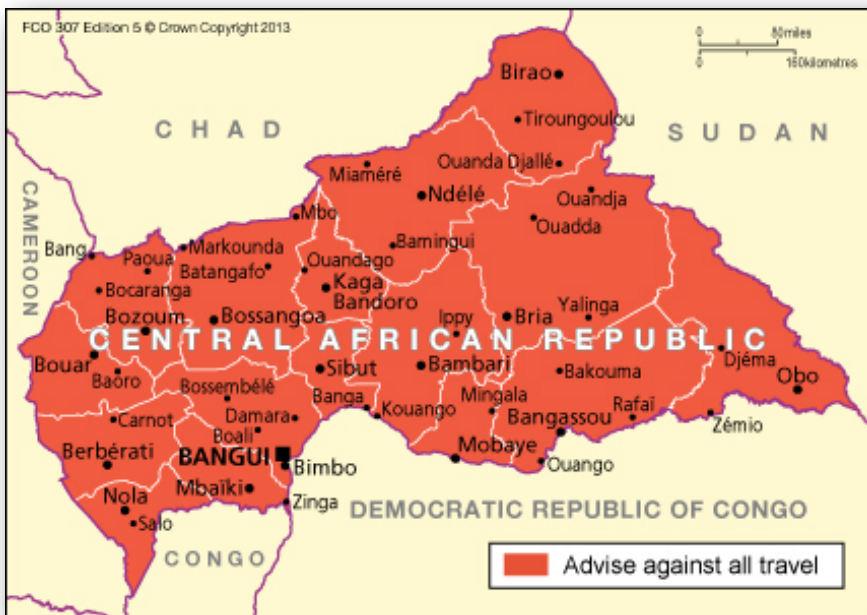 FCO 307 Edition 5 © Crown Copyright 2013
0 80miles
0 160kilometres
Birao
CHAD
Tiroungoulou
SUDAN
Miaméré
Ouanda Djallé
CAMEROON
Ndélé
Ouandja
Mbo
Ouadda
Bang
Markounda
Bamingui
Paoua
Batangafo
Ouandago
Bocaranga
Kaga
Bandoro
Bozoum
Bossangoa
Ippy
Bria
Yalinga
CENTRAL AFRICAN REPUBLIC
Bouar
Sibut
Bambari
Djéma
Baoro
Bakouma
Obo
Bossembélé
Banga
Mingala
Carnot
Damara
Kouango
Rafaï
Boali
Bangassou
Zémio
Berbérati
BANGUI
Mobaye
Bimbo
Ouango
Mbaïki
Nola
Zinga
DEMOCRATIC REPUBLIC OF CONGO
Salo
CONGO
Advise against all travel